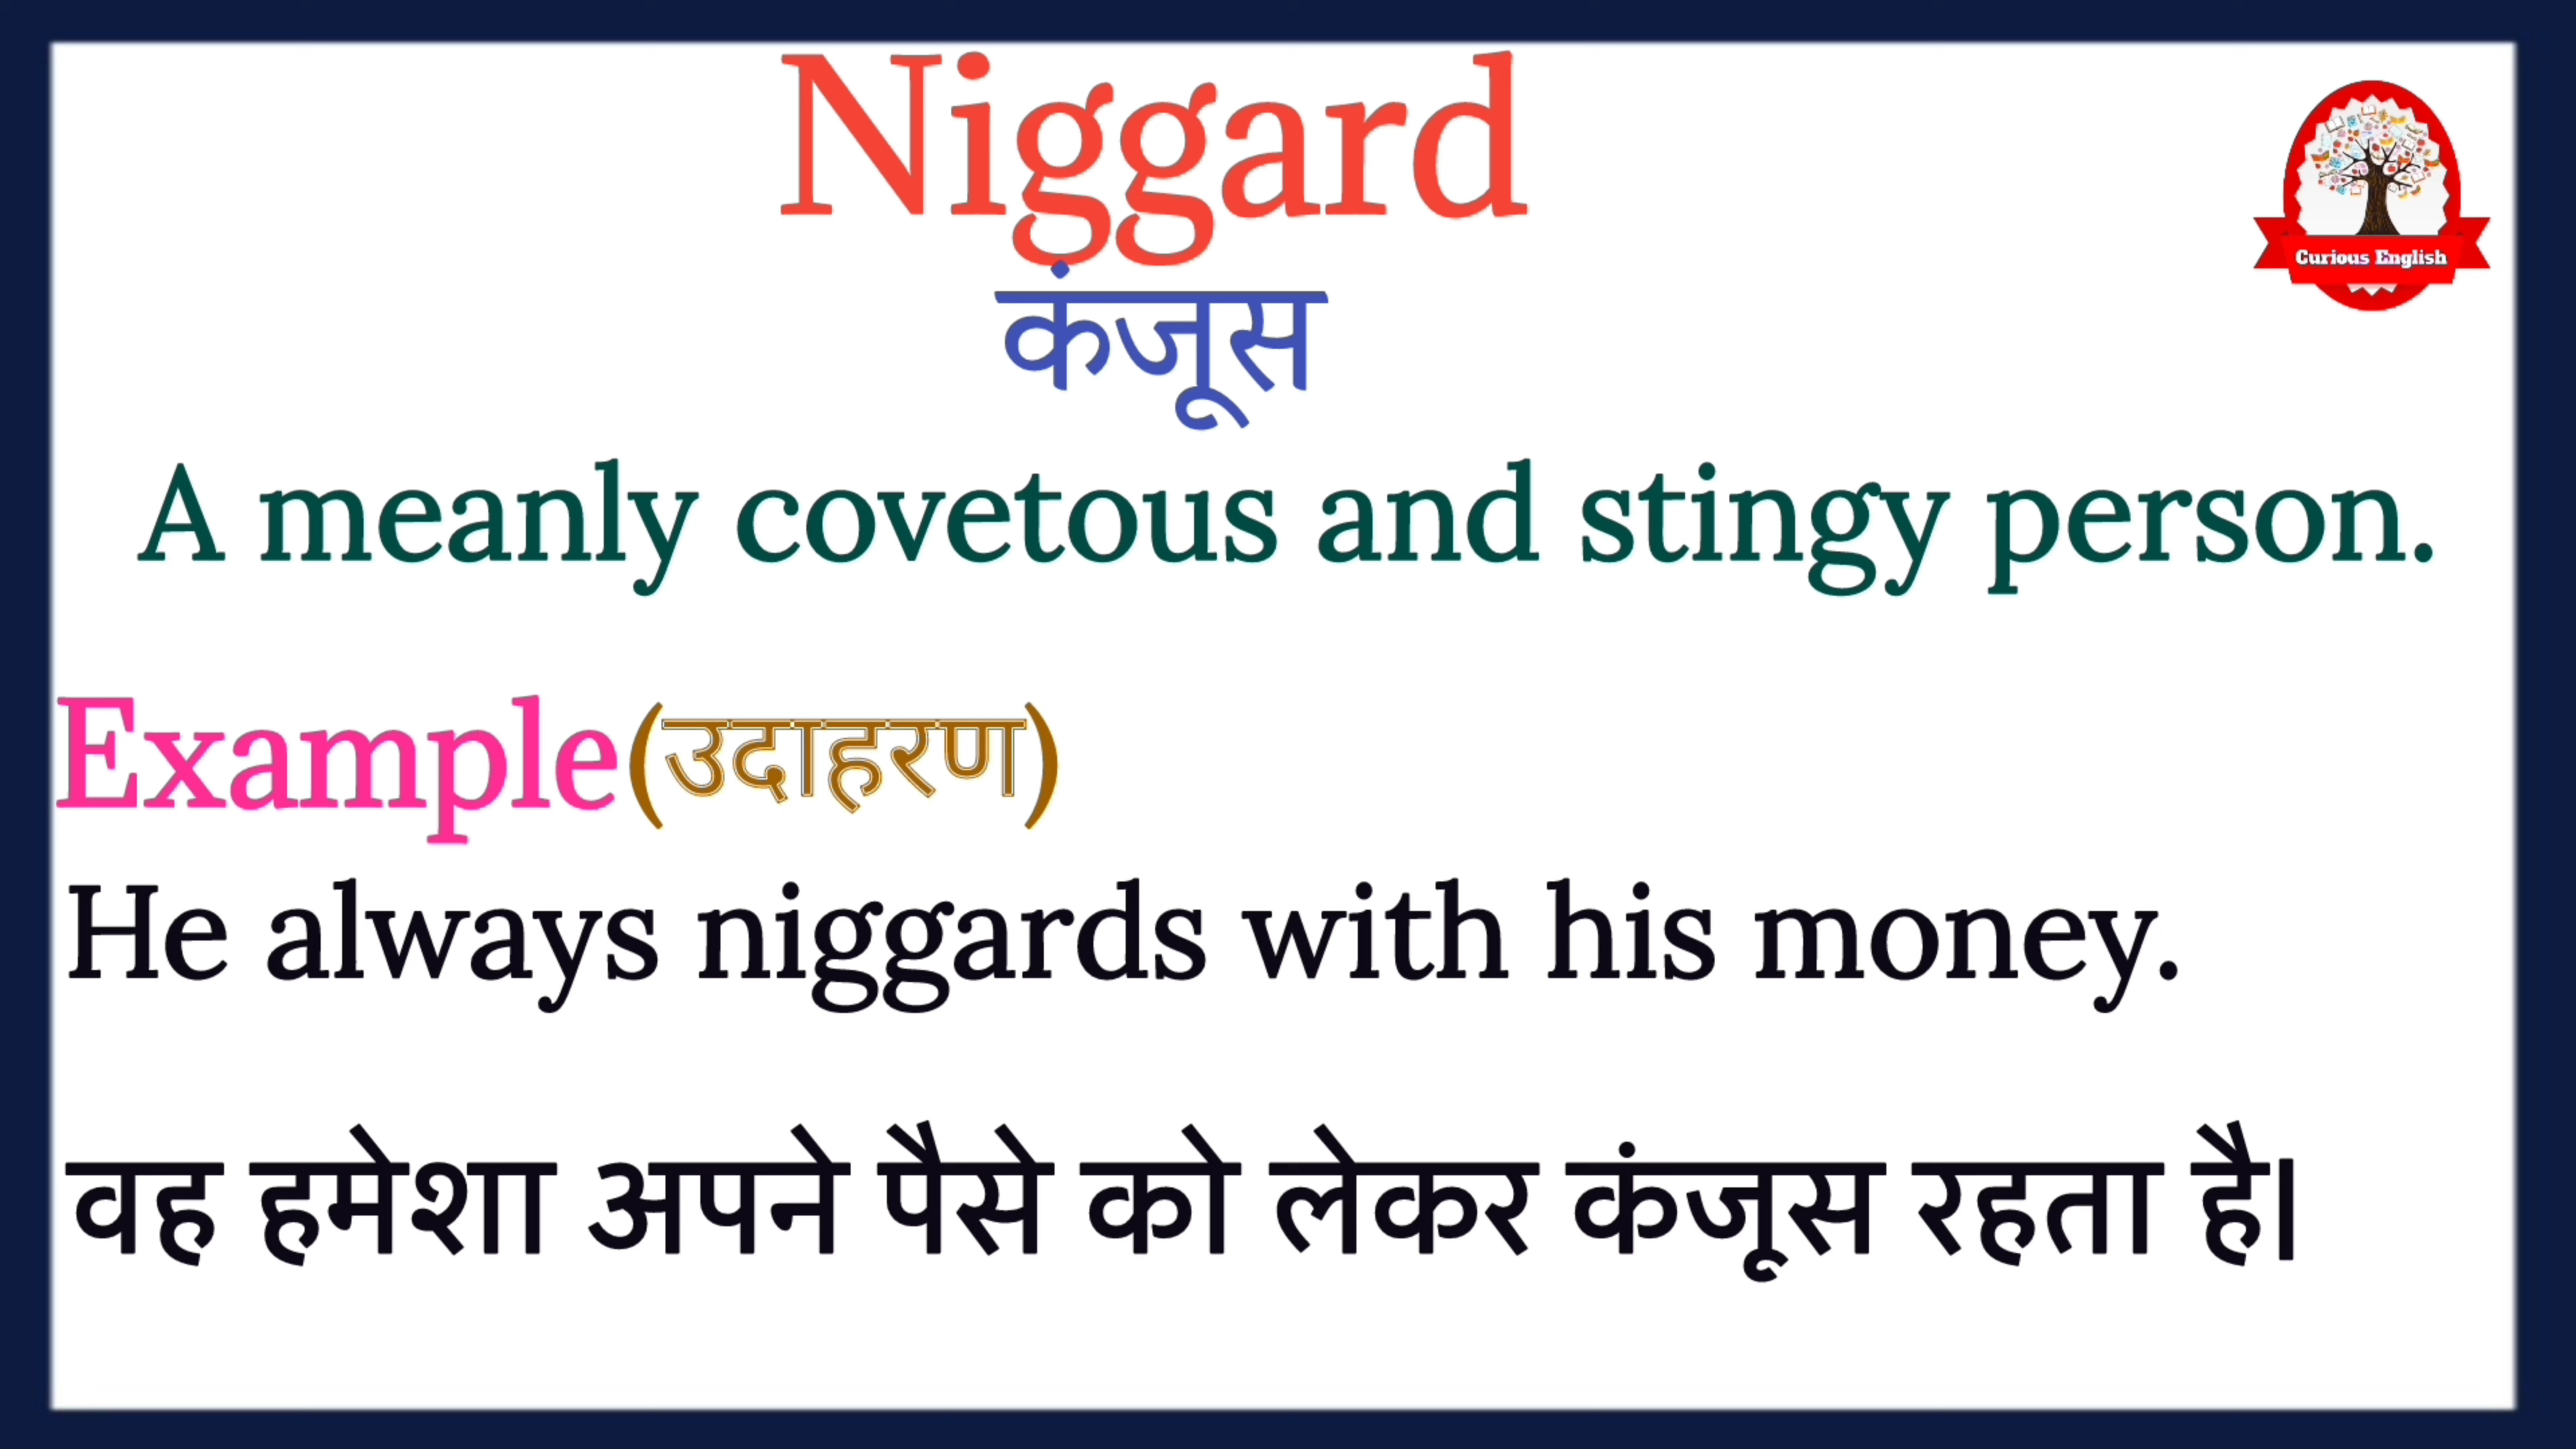 Niggard
कंजूस
Curious English
A meanly covetous and stingy person.
Example(उदाहरण)
He always niggards with his money.
वह हमेशा अपने पैसे को लेकर कंजूस रहता है।